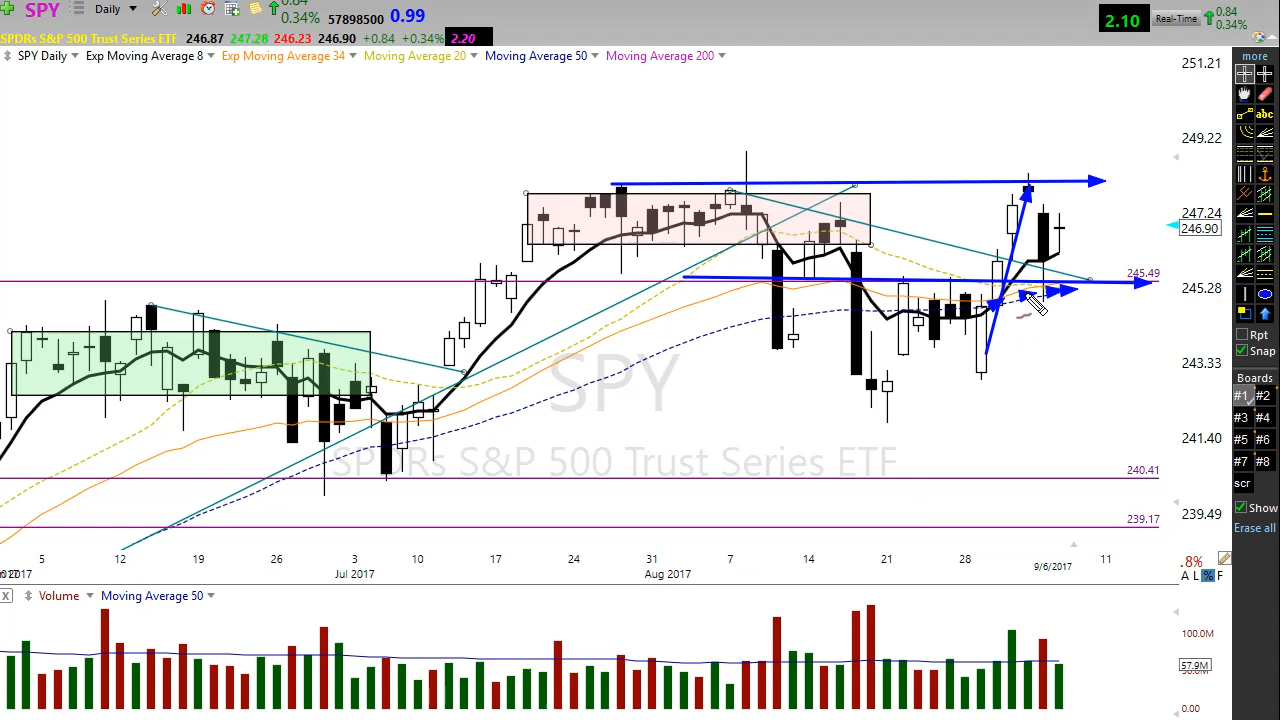 SPY Daily 0.84 0.34% 57898500 0.99 2.10 Real-Time 0.84 0.34%
SPDRs S&P 500 Trust Series ETF 246.87 247.28 246.23 246.90 +0.84 +0.34% 2.20
SPY Daily Exp Moving Average 8 Exp Moving Average 34 Moving Average 20 Moving Average 50 Moving Average 200
more
251.21
249.22
247.24
246.90
245.49
245.28
243.33
241.40
240.41
239.49
239.17
abc
Rpt
Snap
Boards
#1 #2
#3 #4
#5 #6
#7 #8
scr
Show
Erase all
SPY
SPDRs S&P 500 Trust Series ETF
5 12 19 26 3 10 17 24 31 7 14 21 28 9/6/2017 11
2017 Jul 2017 Aug 2017
.8%
A L % F
X Volume Moving Average 50
100.0M
57.9M
0.00